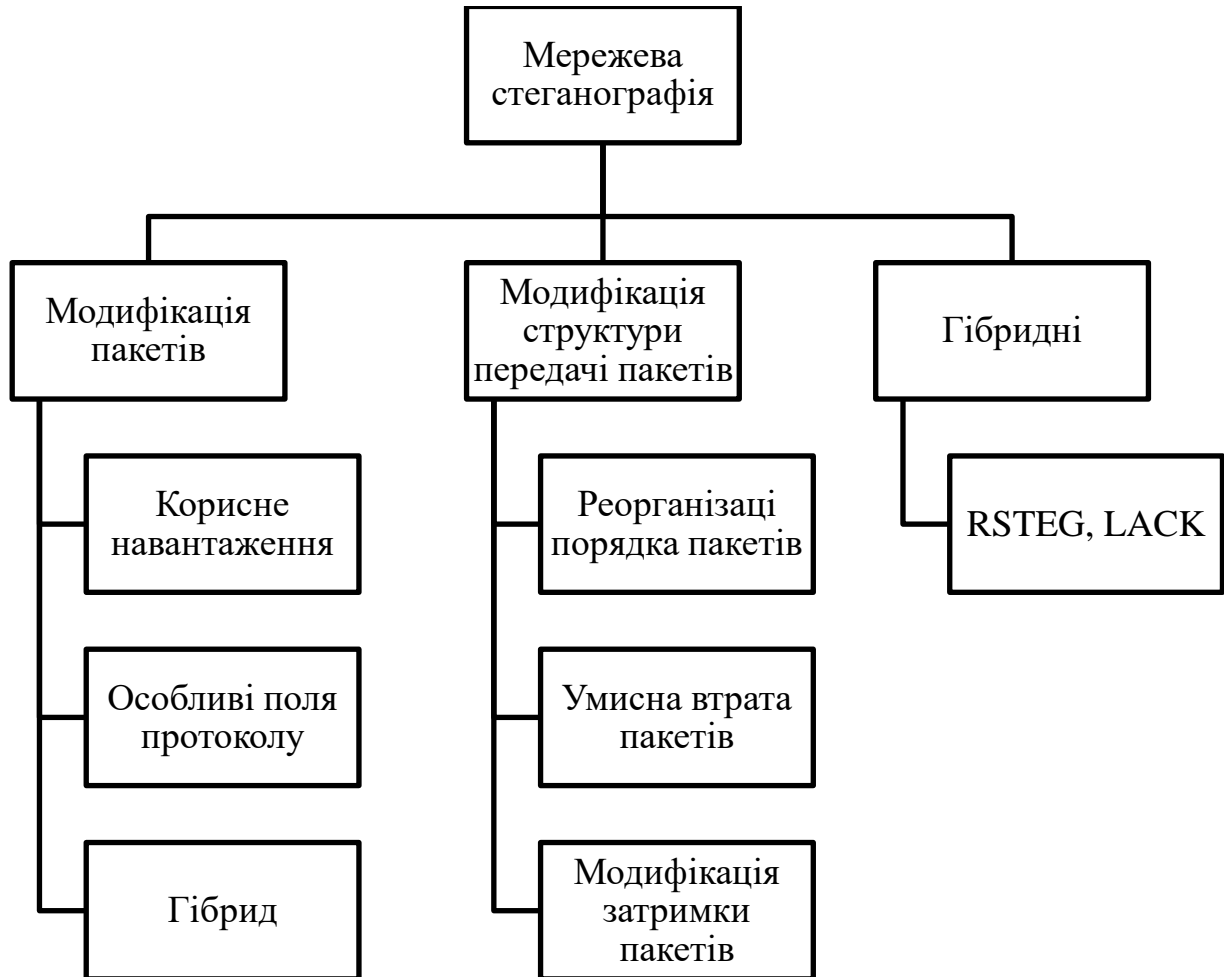 Мережева
стеганографія
Модифікація
пакетів
Модифікація
структури
передачі пакетів
Гібридні
Корисне
навантаження
Реорганізаці
порядка пакетів
RSTEG, LACK
Особливі поля
протоколу
Умисна втрата
пакетів
Гібрид
Модифікація
затримки
пакетів